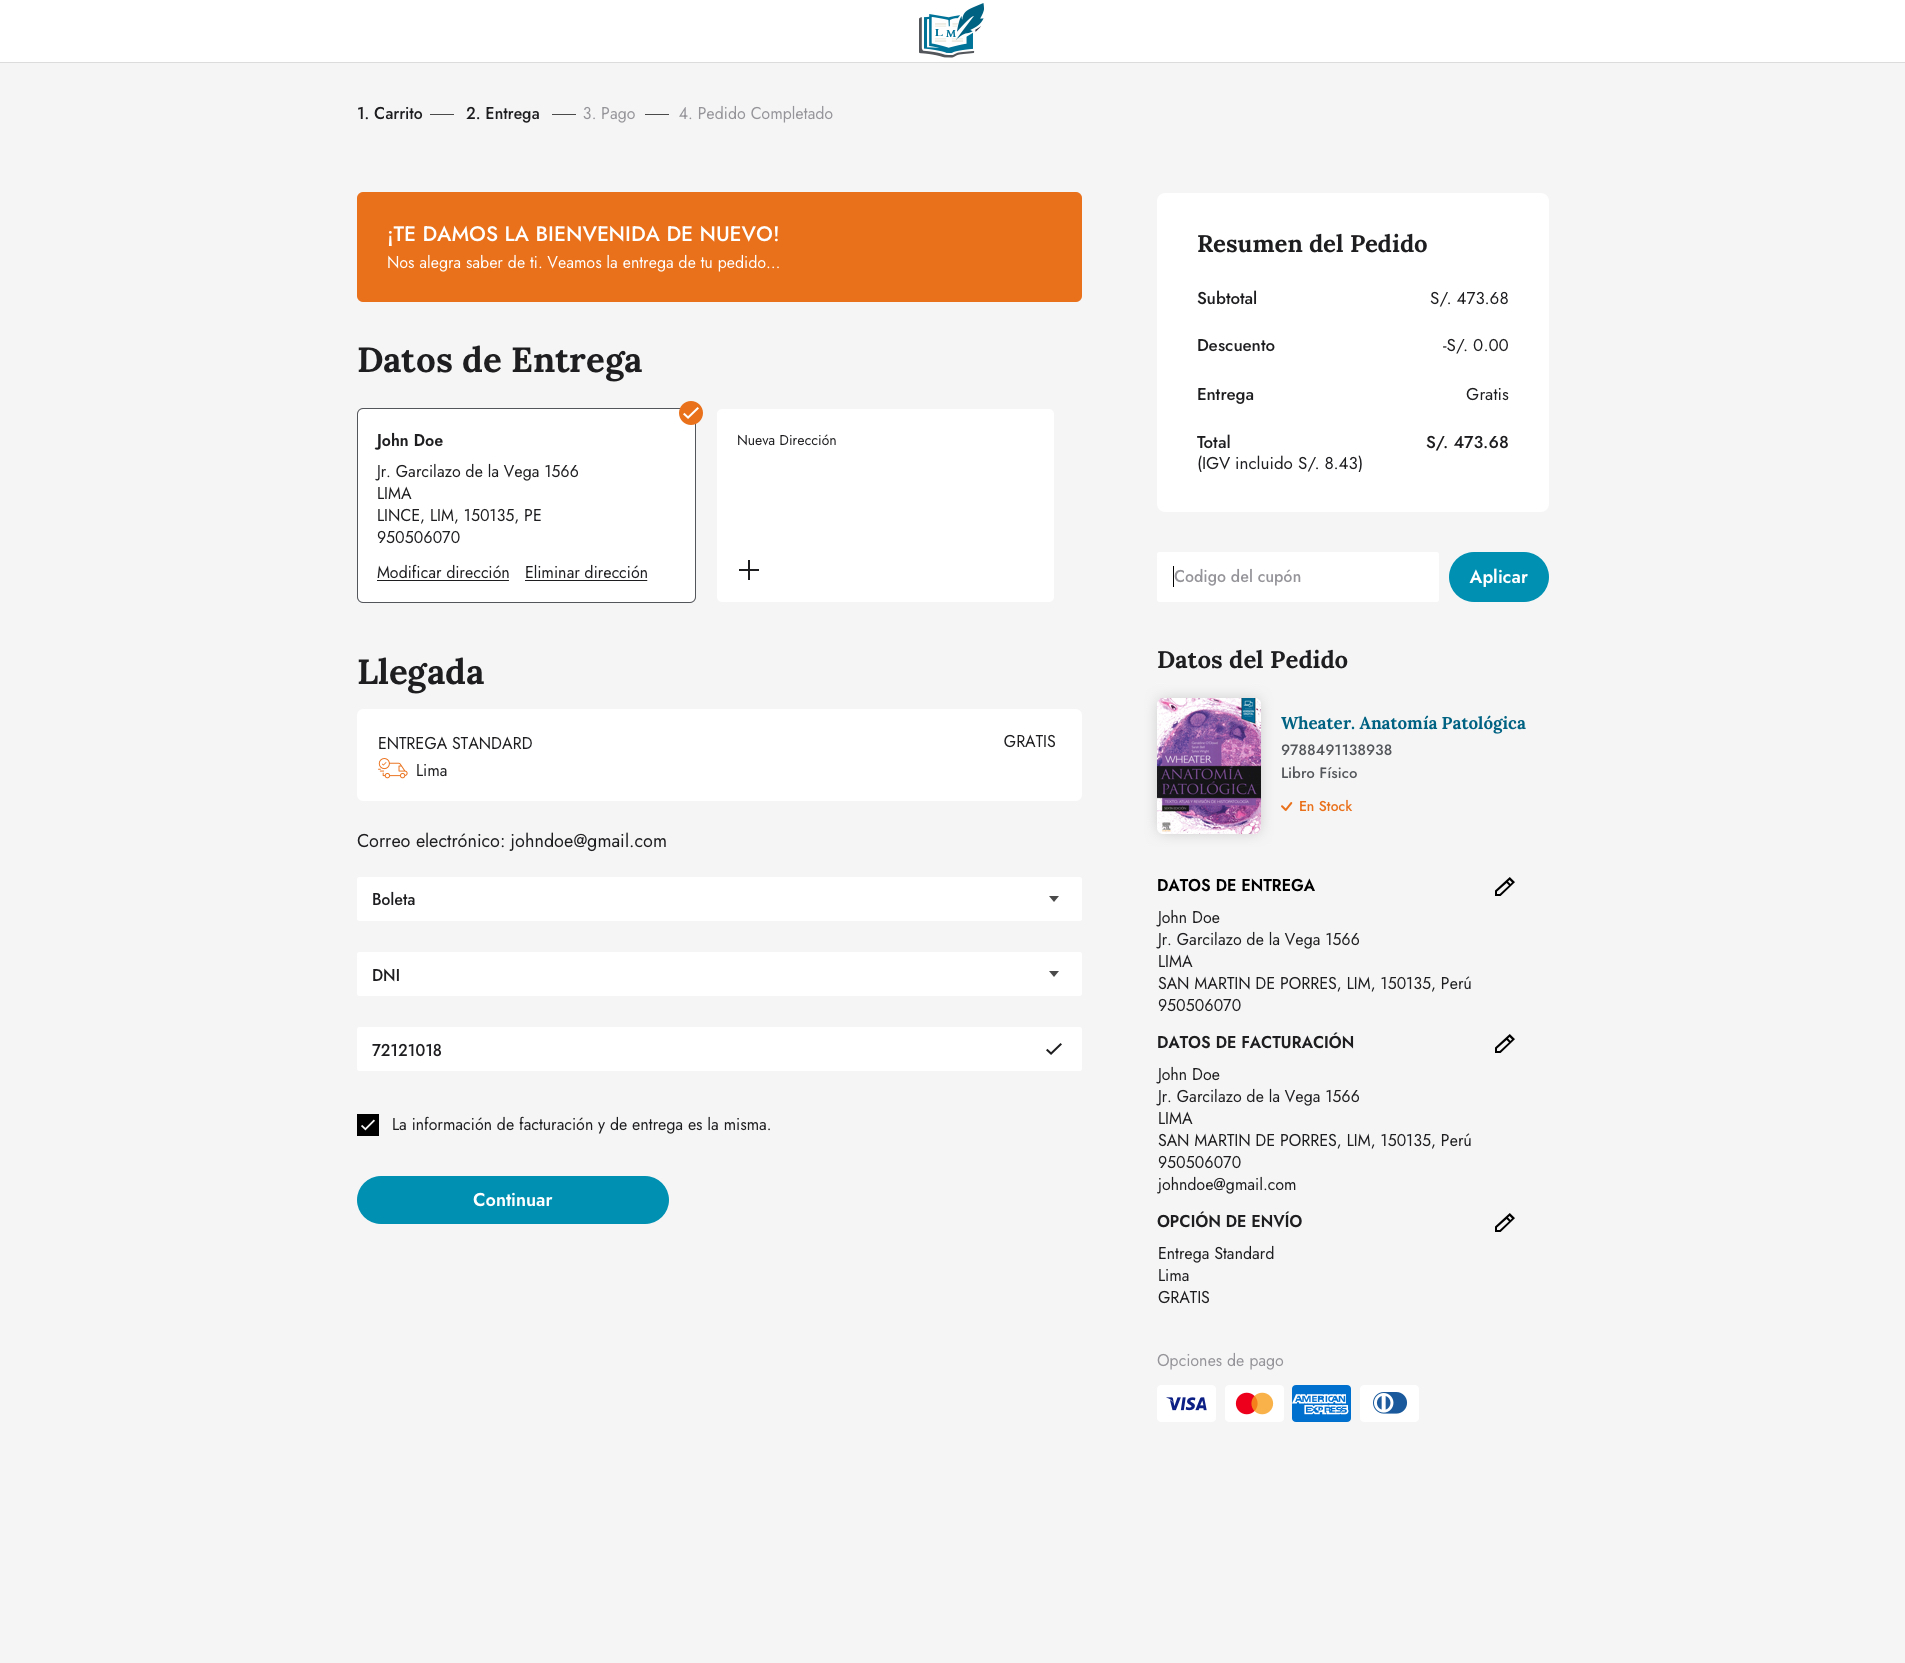 L M
1. Carrito — 2. Entrega — 3. Pago — 4. Pedido Completado
¡TE DAMOS LA BIENVENIDA DE NUEVO!
Nos alegra saber de ti. Veamos la entrega de tu pedido...
Datos de Entrega
John Doe
Jr. Garcilazo de la Vega 1566
LIMA
LINCE, LIM, 150135, PE
950506070
Modificar dirección Eliminar dirección
Nueva Dirección
Llegada
ENTREGA STANDARD GRATIS
Lima
Correo electrónico: johndoe@gmail.com
Boleta
DNI
72121018
La información de facturación y de entrega es la misma.
Continuar
Resumen del Pedido
Subtotal S/. 473.68
Descuento -S/. 0.00
Entrega Gratis
Total S/. 473.68
(IGV incluido S/. 8.43)
Codigo del cupón Aplicar
Datos del Pedido
WHEATER
ANATOMÍA
PATOLÓGICA
Wheater. Anatomía Patológica
9788491138938
Libro Físico
En Stock
DATOS DE ENTREGA
John Doe
Jr. Garcilazo de la Vega 1566
LIMA
SAN MARTIN DE PORRES, LIM, 150135, Perú
950506070
DATOS DE FACTURACIÓN
John Doe
Jr. Garcilazo de la Vega 1566
LIMA
SAN MARTIN DE PORRES, LIM, 150135, Perú
950506070
johndoe@gmail.com
OPCIÓN DE ENVÍO
Entrega Standard
Lima
GRATIS
Opciones de pago
VISA
AMERICAN
EXPRESS